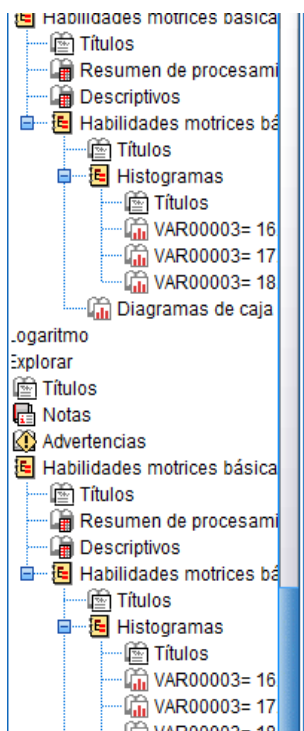 Habilidades motrices básica
Títulos
Resumen de procesami
Descriptivos
Habilidades motrices bá
Títulos
Histogramas
Títulos
VAR00003= 16
VAR00003= 17
VAR00003= 18
Diagramas de caja
Logaritmo
Explorar
Títulos
Notas
Advertencias
Habilidades motrices básica
Títulos
Resumen de procesami
Descriptivos
Habilidades motrices bá
Títulos
Histogramas
Títulos
VAR00003= 16
VAR00003= 17
VAR00003= 18